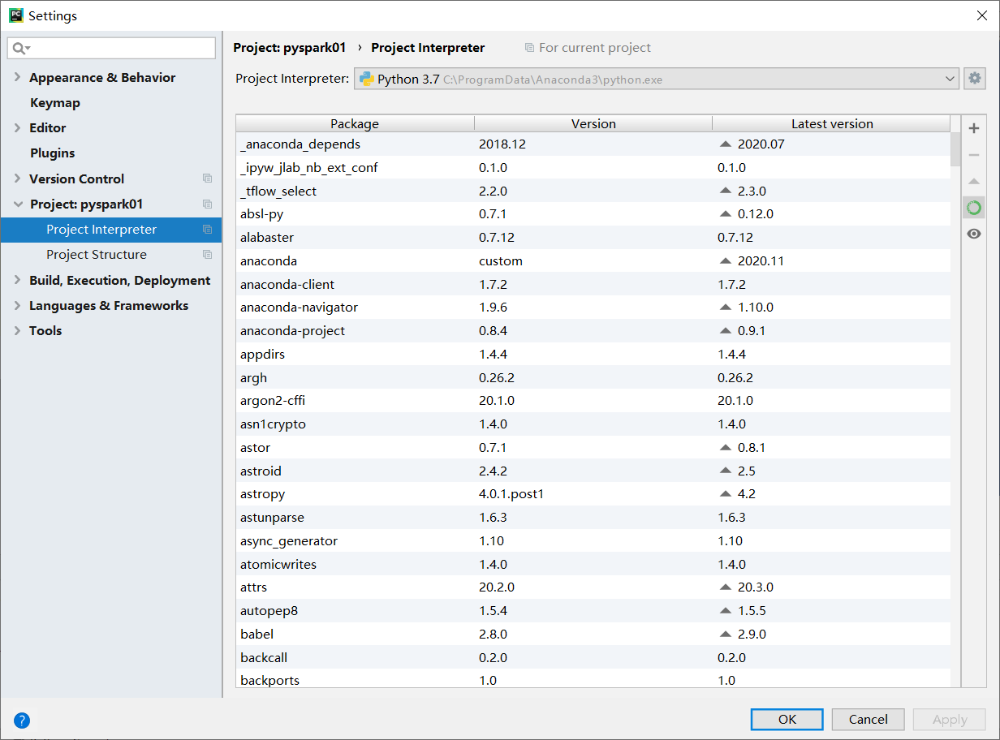 PC Settings
Project: pyspark01 › Project Interpreter For current project
Appearance & Behavior
Keymap
Editor
Plugins
Version Control
Project: pyspark01
Project Interpreter
Project Structure
Build, Execution, Deployment
Languages & Frameworks
Tools
Project Interpreter: Python 3.7 C:\ProgramData\Anaconda3\python.exe
Package Version Latest version
_anaconda_depends 2018.12 2020.07
_ipyw_jlab_nb_ext_conf 0.1.0 0.1.0
_tflow_select 2.2.0 2.3.0
absl-py 0.7.1 0.12.0
alabaster 0.7.12 0.7.12
anaconda custom 2020.11
anaconda-client 1.7.2 1.7.2
anaconda-navigator 1.9.6 1.10.0
anaconda-project 0.8.4 0.9.1
appdirs 1.4.4 1.4.4
argh 0.26.2 0.26.2
argon2-cffi 20.1.0 20.1.0
asn1crypto 1.4.0 1.4.0
astor 0.7.1 0.8.1
astroid 2.4.2 2.5
astropy 4.0.1.post1 4.2
astunparse 1.6.3 1.6.3
async_generator 1.10 1.10
atomicwrites 1.4.0 1.4.0
attrs 20.2.0 20.3.0
autopep8 1.5.4 1.5.5
babel 2.8.0 2.9.0
backcall 0.2.0 0.2.0
backports 1.0 1.0
? OK Cancel Apply